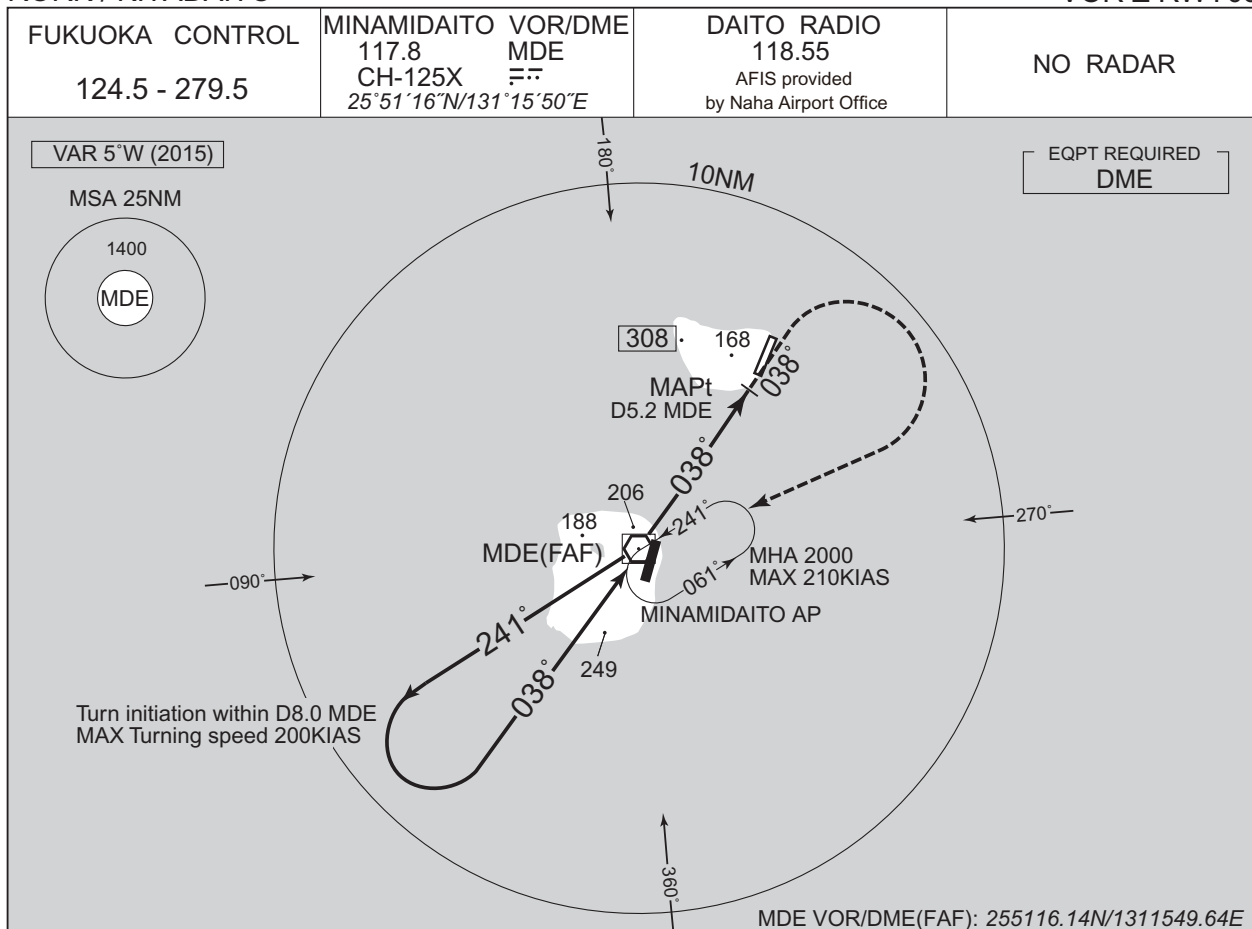 FUKUOKA CONTROL
124.5 - 279.5
MINAMIDAITO VOR/DME
117.8 MDE
CH-125X
25°51´16˝N/131°15´50˝E
DAITO RADIO
118.55
AFIS provided
by Naha Airport Office
NO RADAR
VAR 5°W (2015)
MSA 25NM
1400
MDE
180°
10NM
EQPT REQUIRED
DME
308
168
038°
MAPt
D5.2 MDE
038°
206
188
241°
270°
MDE(FAF)
MHA 2000
MAX 210KIAS
061°
090°
MINAMIDAITO AP
241°
249
038°
Turn initiation within D8.0 MDE
MAX Turning speed 200KIAS
360°
MDE VOR/DME(FAF): 255116.14N/1311549.64E